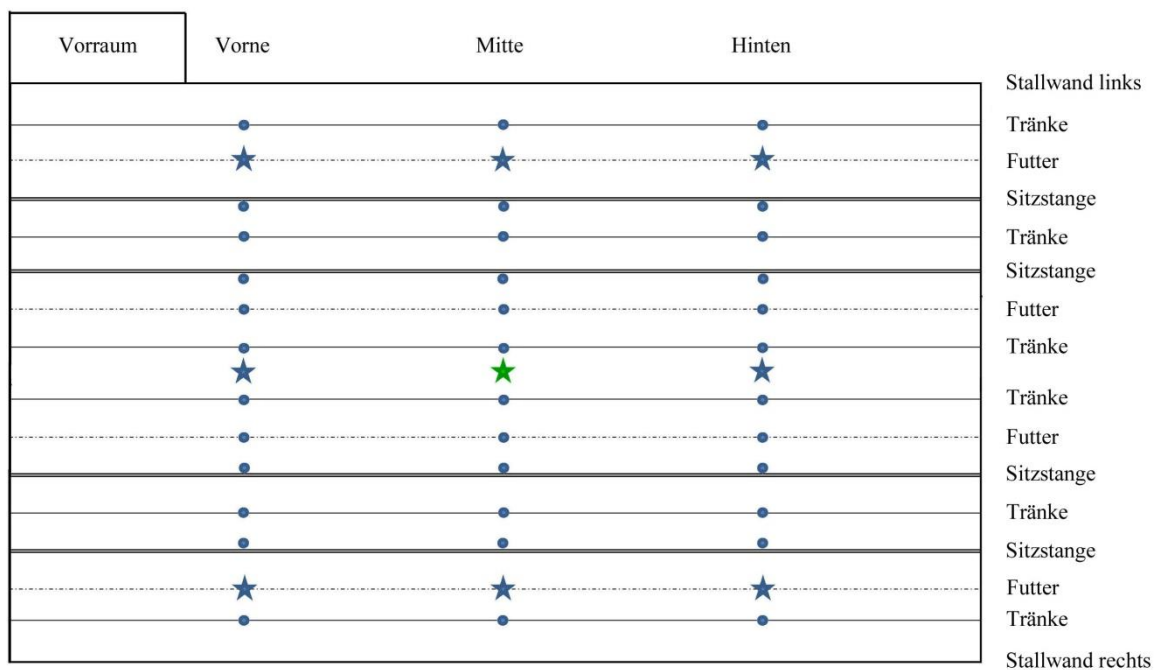 Vorraum Vorne Mitte Hinten
Stallwand links
Tränke
Futter
Sitzstange
Tränke
Sitzstange
Futter
Tränke
Tränke
Futter
Sitzstange
Tränke
Sitzstange
Futter
Tränke
Stallwand rechts